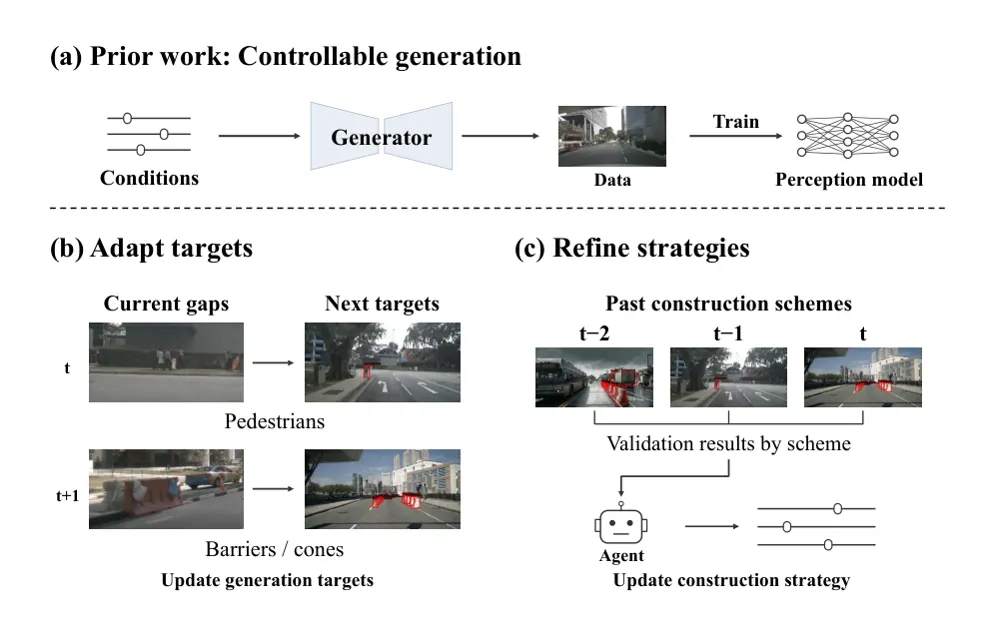 (a) Prior work: Controllable generation
Generator
Train
Conditions
Data
Perception model
(b) Adapt targets
Current gaps
Next targets
t
Pedestrians
t+1
Barriers / cones
Update generation targets
(c) Refine strategies
Past construction schemes
t−2
t−1
t
Validation results by scheme
Agent
Update construction strategy